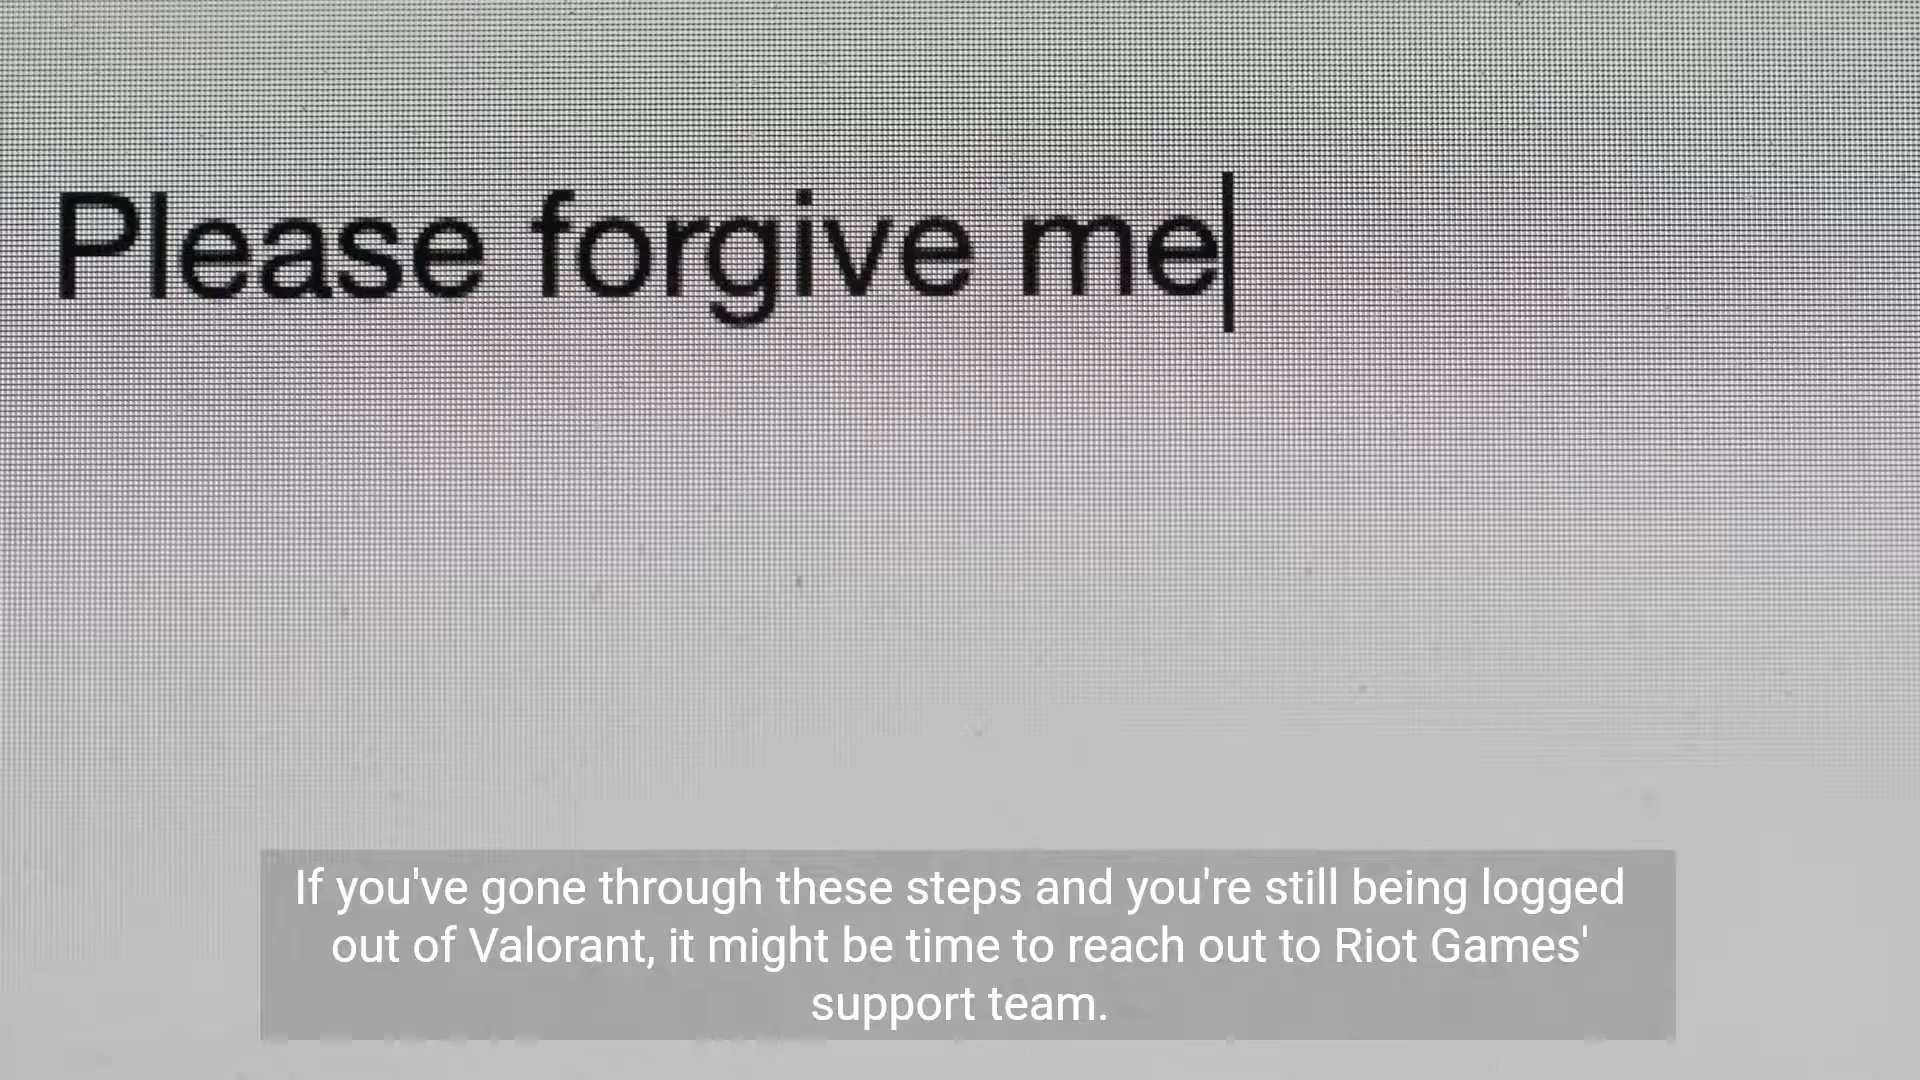 Please forgive me
If you've gone through these steps and you're still being logged
out of Valorant, it might be time to reach out to Riot Games'
support team.